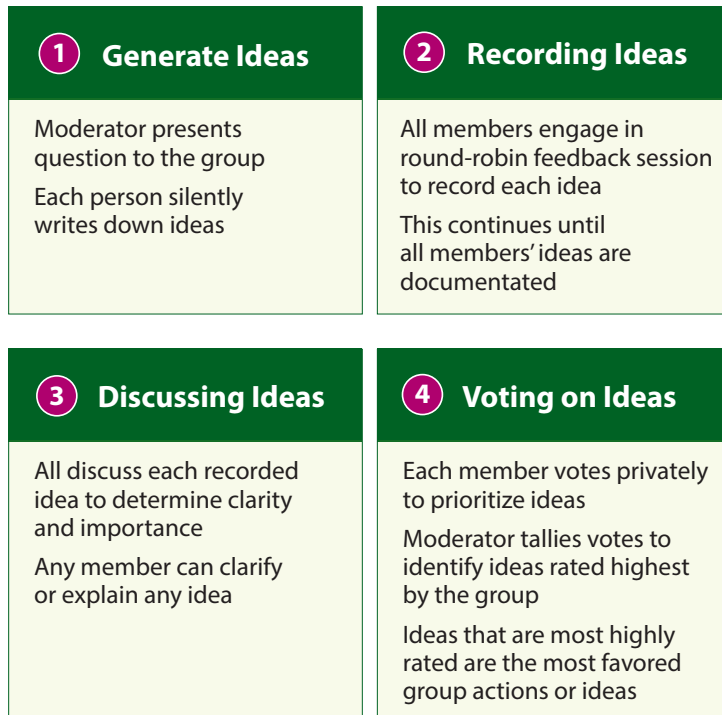 1 Generate Ideas
Moderator presents
question to the group
Each person silently
writes down ideas
2 Recording Ideas
All members engage in
round-robin feedback session
to record each idea
This continues until
all members’ ideas are
documentated
3 Discussing Ideas
All discuss each recorded
idea to determine clarity
and importance
Any member can clarify
or explain any idea
4 Voting on Ideas
Each member votes privately
to prioritize ideas
Moderator tallies votes to
identify ideas rated highest
by the group
Ideas that are most highly
rated are the most favored
group actions or ideas